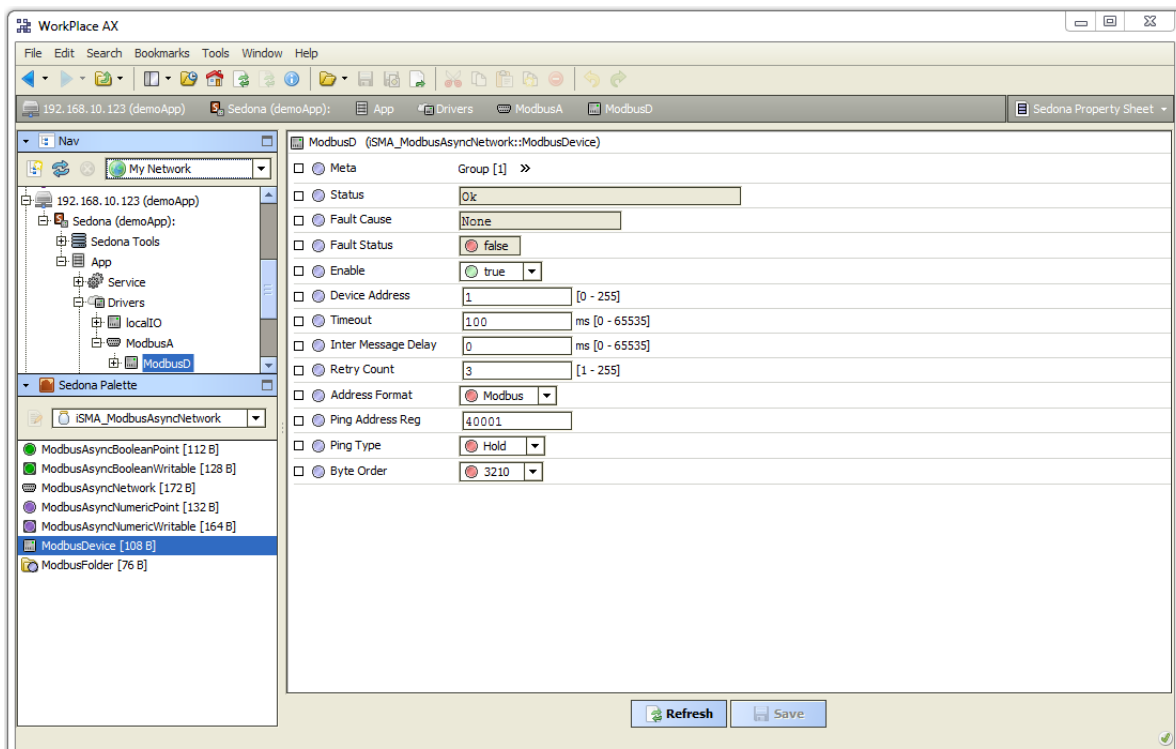 WorkPlace AX
File Edit Search Bookmarks Tools Window Help
192.168.10.123 (demoApp) Sedona (demoApp): App Drivers ModbusA ModbusD Sedona Property Sheet
Nav
My Network
192.168.10.123 (demoApp)
Sedona (demoApp):
Sedona Tools
App
Service
Drivers
localIO
ModbusA
ModbusD
Sedona Palette
iSMA_ModbusAsyncNetwork
ModbusAsyncBooleanPoint [112 B]
ModbusAsyncBooleanWritable [128 B]
ModbusAsyncNetwork [172 B]
ModbusAsyncNumericPoint [132 B]
ModbusAsyncNumericWritable [164 B]
ModbusDevice [108 B]
ModbusFolder [76 B]
ModbusD (iSMA_ModbusAsyncNetwork::ModbusDevice)
Meta Group [1] »
Status Ok
Fault Cause None
Fault Status false
Enable true
Device Address 1 [0 - 255]
Timeout 100 ms [0 - 65535]
Inter Message Delay 0 ms [0 - 65535]
Retry Count 3 [1 - 255]
Address Format Modbus
Ping Address Reg 40001
Ping Type Hold
Byte Order 3210
Refresh Save